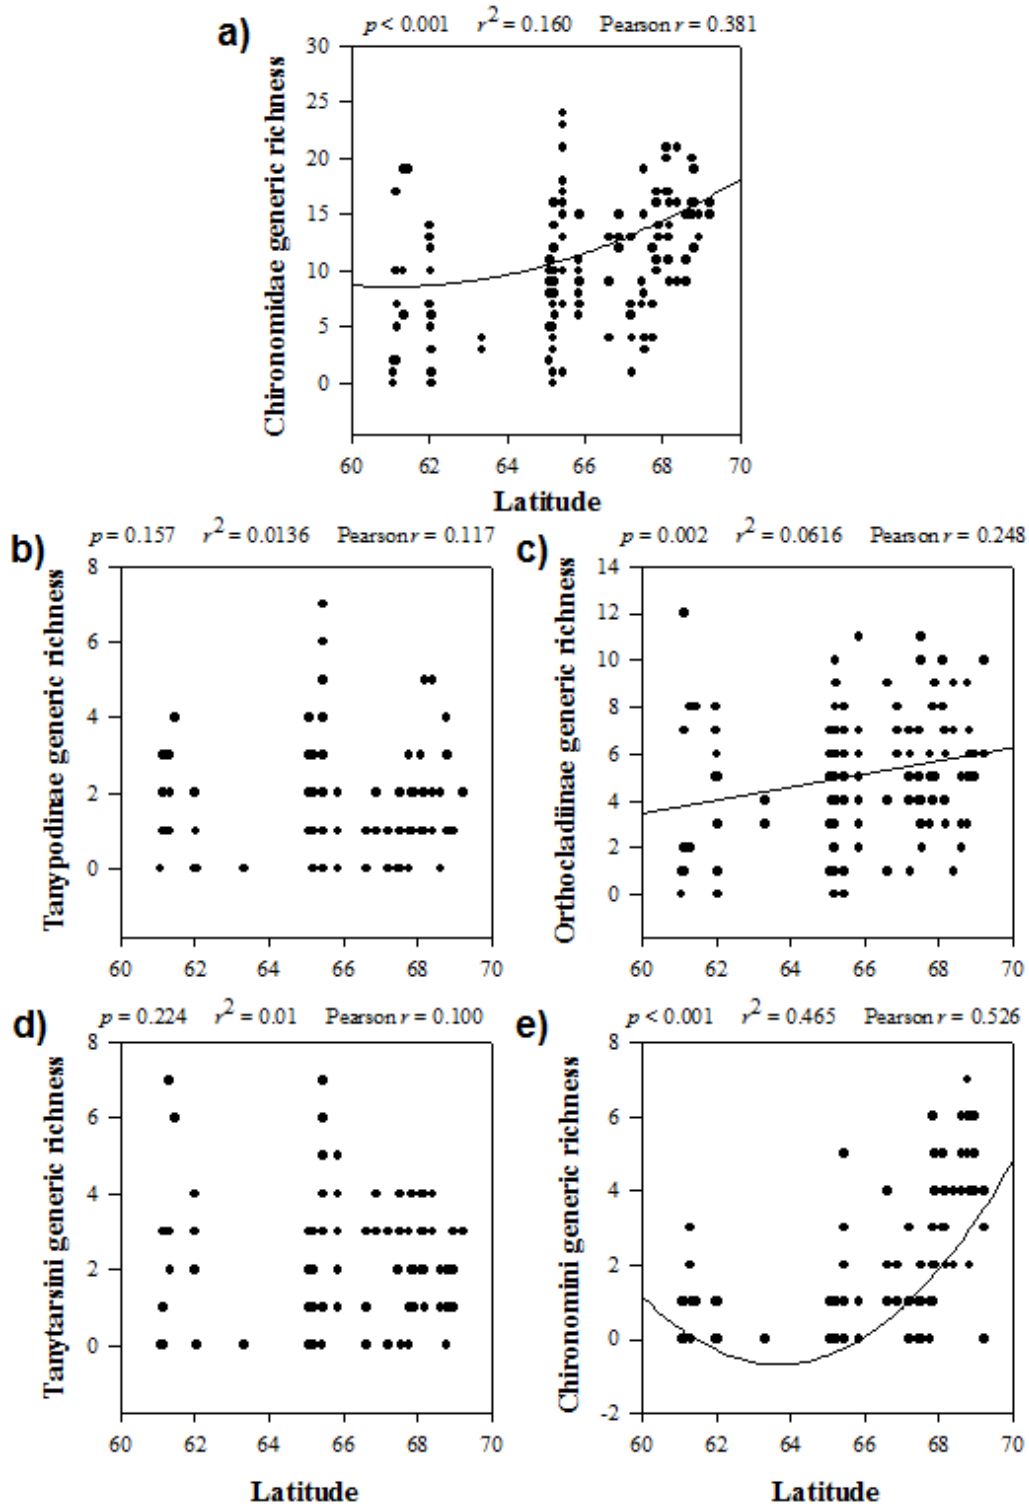 a)
p < 0.001 r² = 0.160 Pearson r = 0.381
Chironomidae generic richness
30
25
20
15
10
5
0
60 62 64 66 68 70
Latitude
b)
p = 0.157 r² = 0.0136 Pearson r = 0.117
Tanypodinae generic richness
8
6
4
2
0
60 62 64 66 68 70
c)
p = 0.002 r² = 0.0616 Pearson r = 0.248
Orthocladiinae generic richness
14
12
10
8
6
4
2
0
60 62 64 66 68 70
d)
p = 0.224 r² = 0.01 Pearson r = 0.100
Tanytarsini generic richness
8
6
4
2
0
60 62 64 66 68 70
Latitude
e)
p < 0.001 r² = 0.465 Pearson r = 0.526
Chironomini generic richness
8
6
4
2
0
-2
60 62 64 66 68 70
Latitude